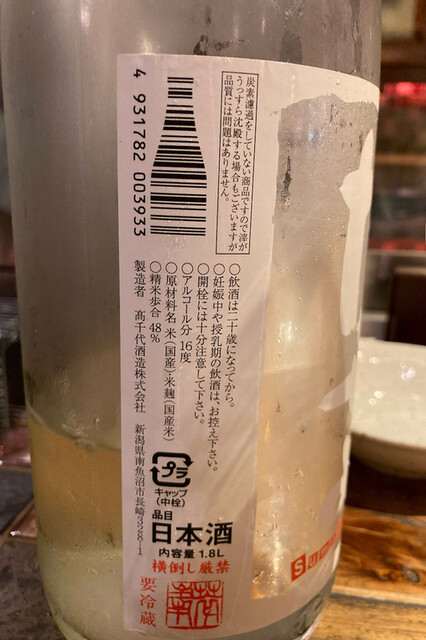 炭素濾過をしていない商品ですので滓が
うっすら沈殿する場合もございますが
品質には問題はありません。
4 931782 003933
○飲酒は二十歳になってから。
○妊娠中や授乳期の飲酒は、お控え下さい。
○開栓には十分注意して下さい。
○アルコール分 16度
○原材料名 米(国産)・米麹(国産米)
○精米歩合 48%
製造者 髙千代酒造株式会社 新潟県南魚沼市長崎328-1
プラ
キャップ
(中栓)
品目
日本酒
内容量 1.8L
横倒し厳禁
要冷蔵